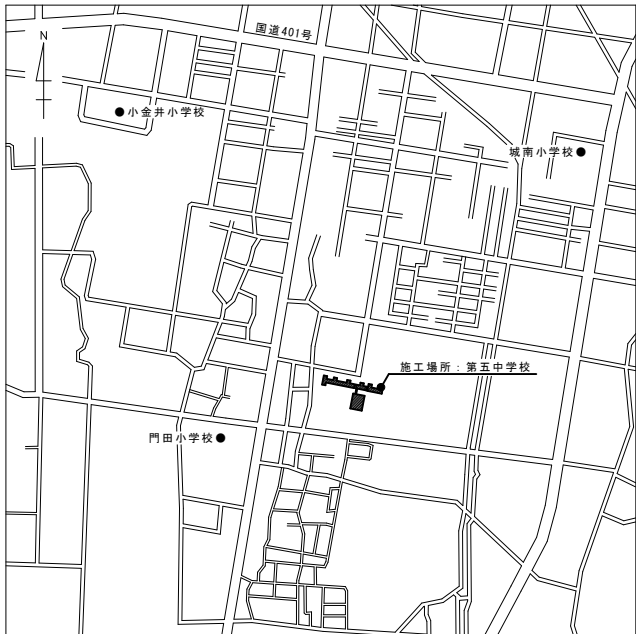 国道401号
N
小金井小学校
城南小学校
施工場所：第五中学校
門田小学校